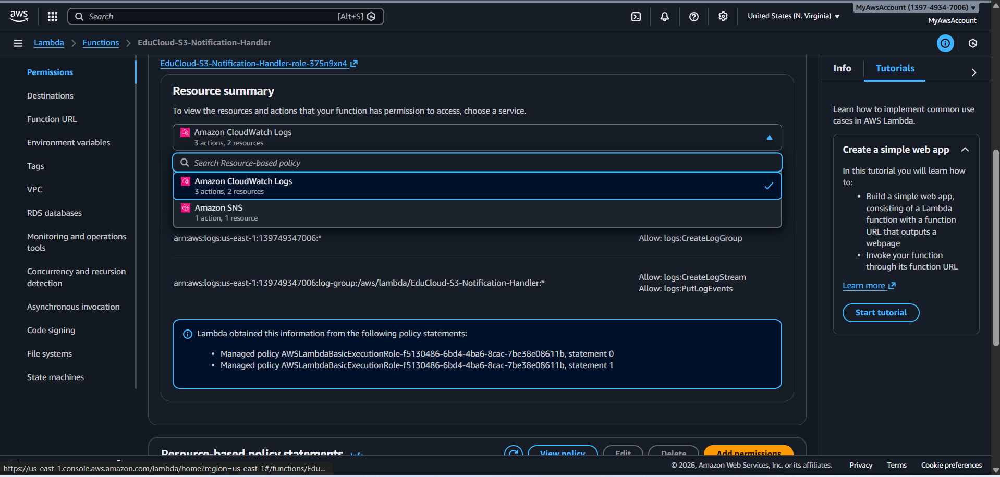 aws
Search
[Alt+S]
United States (N. Virginia)
MyAwsAccount (1397-4934-7006)
MyAwsAccount
Lambda
Functions
EduCloud-S3-Notification-Handler
Permissions
Destinations
Function URL
Environment variables
Tags
VPC
RDS databases
Monitoring and operations
tools
Concurrency and recursion
detection
Asynchronous invocation
Code signing
File systems
State machines
EduCloud-S3-Notification-Handler-role-375n9xn4
Resource summary
To view the resources and actions that your function has permission to access, choose a service.
Amazon CloudWatch Logs
3 actions, 2 resources
Search Resource-based policy
Amazon CloudWatch Logs
3 actions, 2 resources
Amazon SNS
1 action, 1 resource
arn:aws:logs:us-east-1:139749347006:*
Allow: logs:CreateLogGroup
arn:aws:logs:us-east-1:139749347006:log-group:/aws/lambda/EduCloud-S3-Notification-Handler:*
Allow: logs:CreateLogStream
Allow: logs:PutLogEvents
Lambda obtained this information from the following policy statements:
• Managed policy AWSLambdaBasicExecutionRole-f5130486-6bd4-4ba6-8cac-7be38e08611b, statement 0
• Managed policy AWSLambdaBasicExecutionRole-f5130486-6bd4-4ba6-8cac-7be38e08611b, statement 1
Resource-based policy statements
Info
View policy
Edit
Delete
Add permissions
Info
Tutorials
Learn how to implement common use
cases in AWS Lambda.
Create a simple web app
In this tutorial you will learn how
to:
• Build a simple web app,
consisting of a Lambda
function with a function
URL that outputs a
webpage
• Invoke your function
through its function URL
Learn more
Start tutorial
https://us-east-1.console.aws.amazon.com/lambda/home?region=us-east-1#/functions/Edu...
© 2026, Amazon Web Services, Inc. or its affiliates.
Privacy
Terms
Cookie preferences